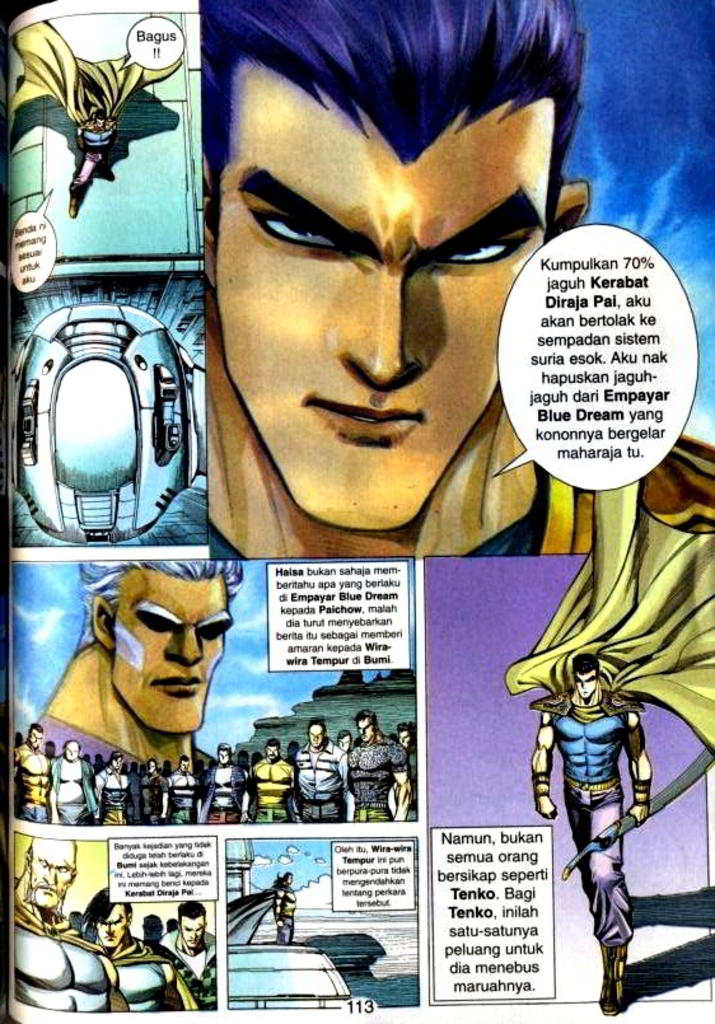 Bagus
!!
Benda ni
memang
sesuai
untuk
aku
Kumpulkan 70%
jaguh Kerabat
Diraja Pai, aku
akan bertolak ke
sempadan sistem
suria esok. Aku nak
hapuskan jaguh-
jaguh dari Empayar
Blue Dream yang
kononnya bergelar
maharaja tu.
Haisa bukan sahaja mem-
beritahu apa yang berlaku
di Empayar Blue Dream
kepada Paichow, malah
dia turut menyebarkan
berita itu sebagai memberi
amaran kepada Wira-
wira Tempur di Bumi.
Banyak kejadian yang tidak
diduga telah berlaku di
Bumi sejak kebelakangan
ini. Lebih-lebih lagi, mereka
ini memang benci kepada
Kerabat Diraja Pai...
Oleh itu, Wira-wira
Tempur ini pun
berpura-pura tidak
mengendahkan
tentang perkara
tersebut.
Namun, bukan
semua orang
bersikap seperti
Tenko. Bagi
Tenko, inilah
satu-satunya
peluang untuk
dia menebus
maruahnya.
113